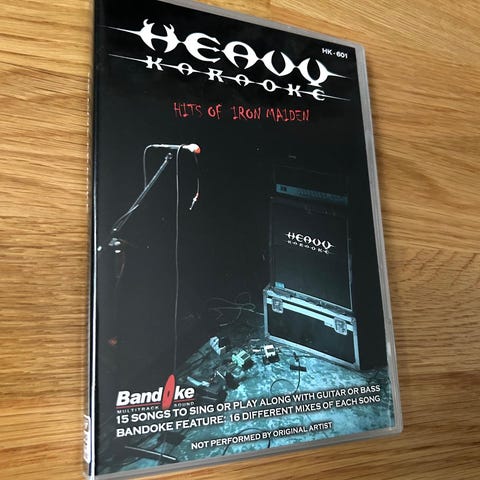 HEAVY
KARAOKE
HK-601
HITS OF IRON MAIDEN
HEAVY
KARAOKE
Bandoke
MULTITRACK SOUND
15 SONGS TO SING OR PLAY ALONG WITH GUITAR OR BASS
BANDOKE FEATURE: 16 DIFFERENT MIXES OF EACH SONG
NOT PERFORMED BY ORIGINAL ARTIST